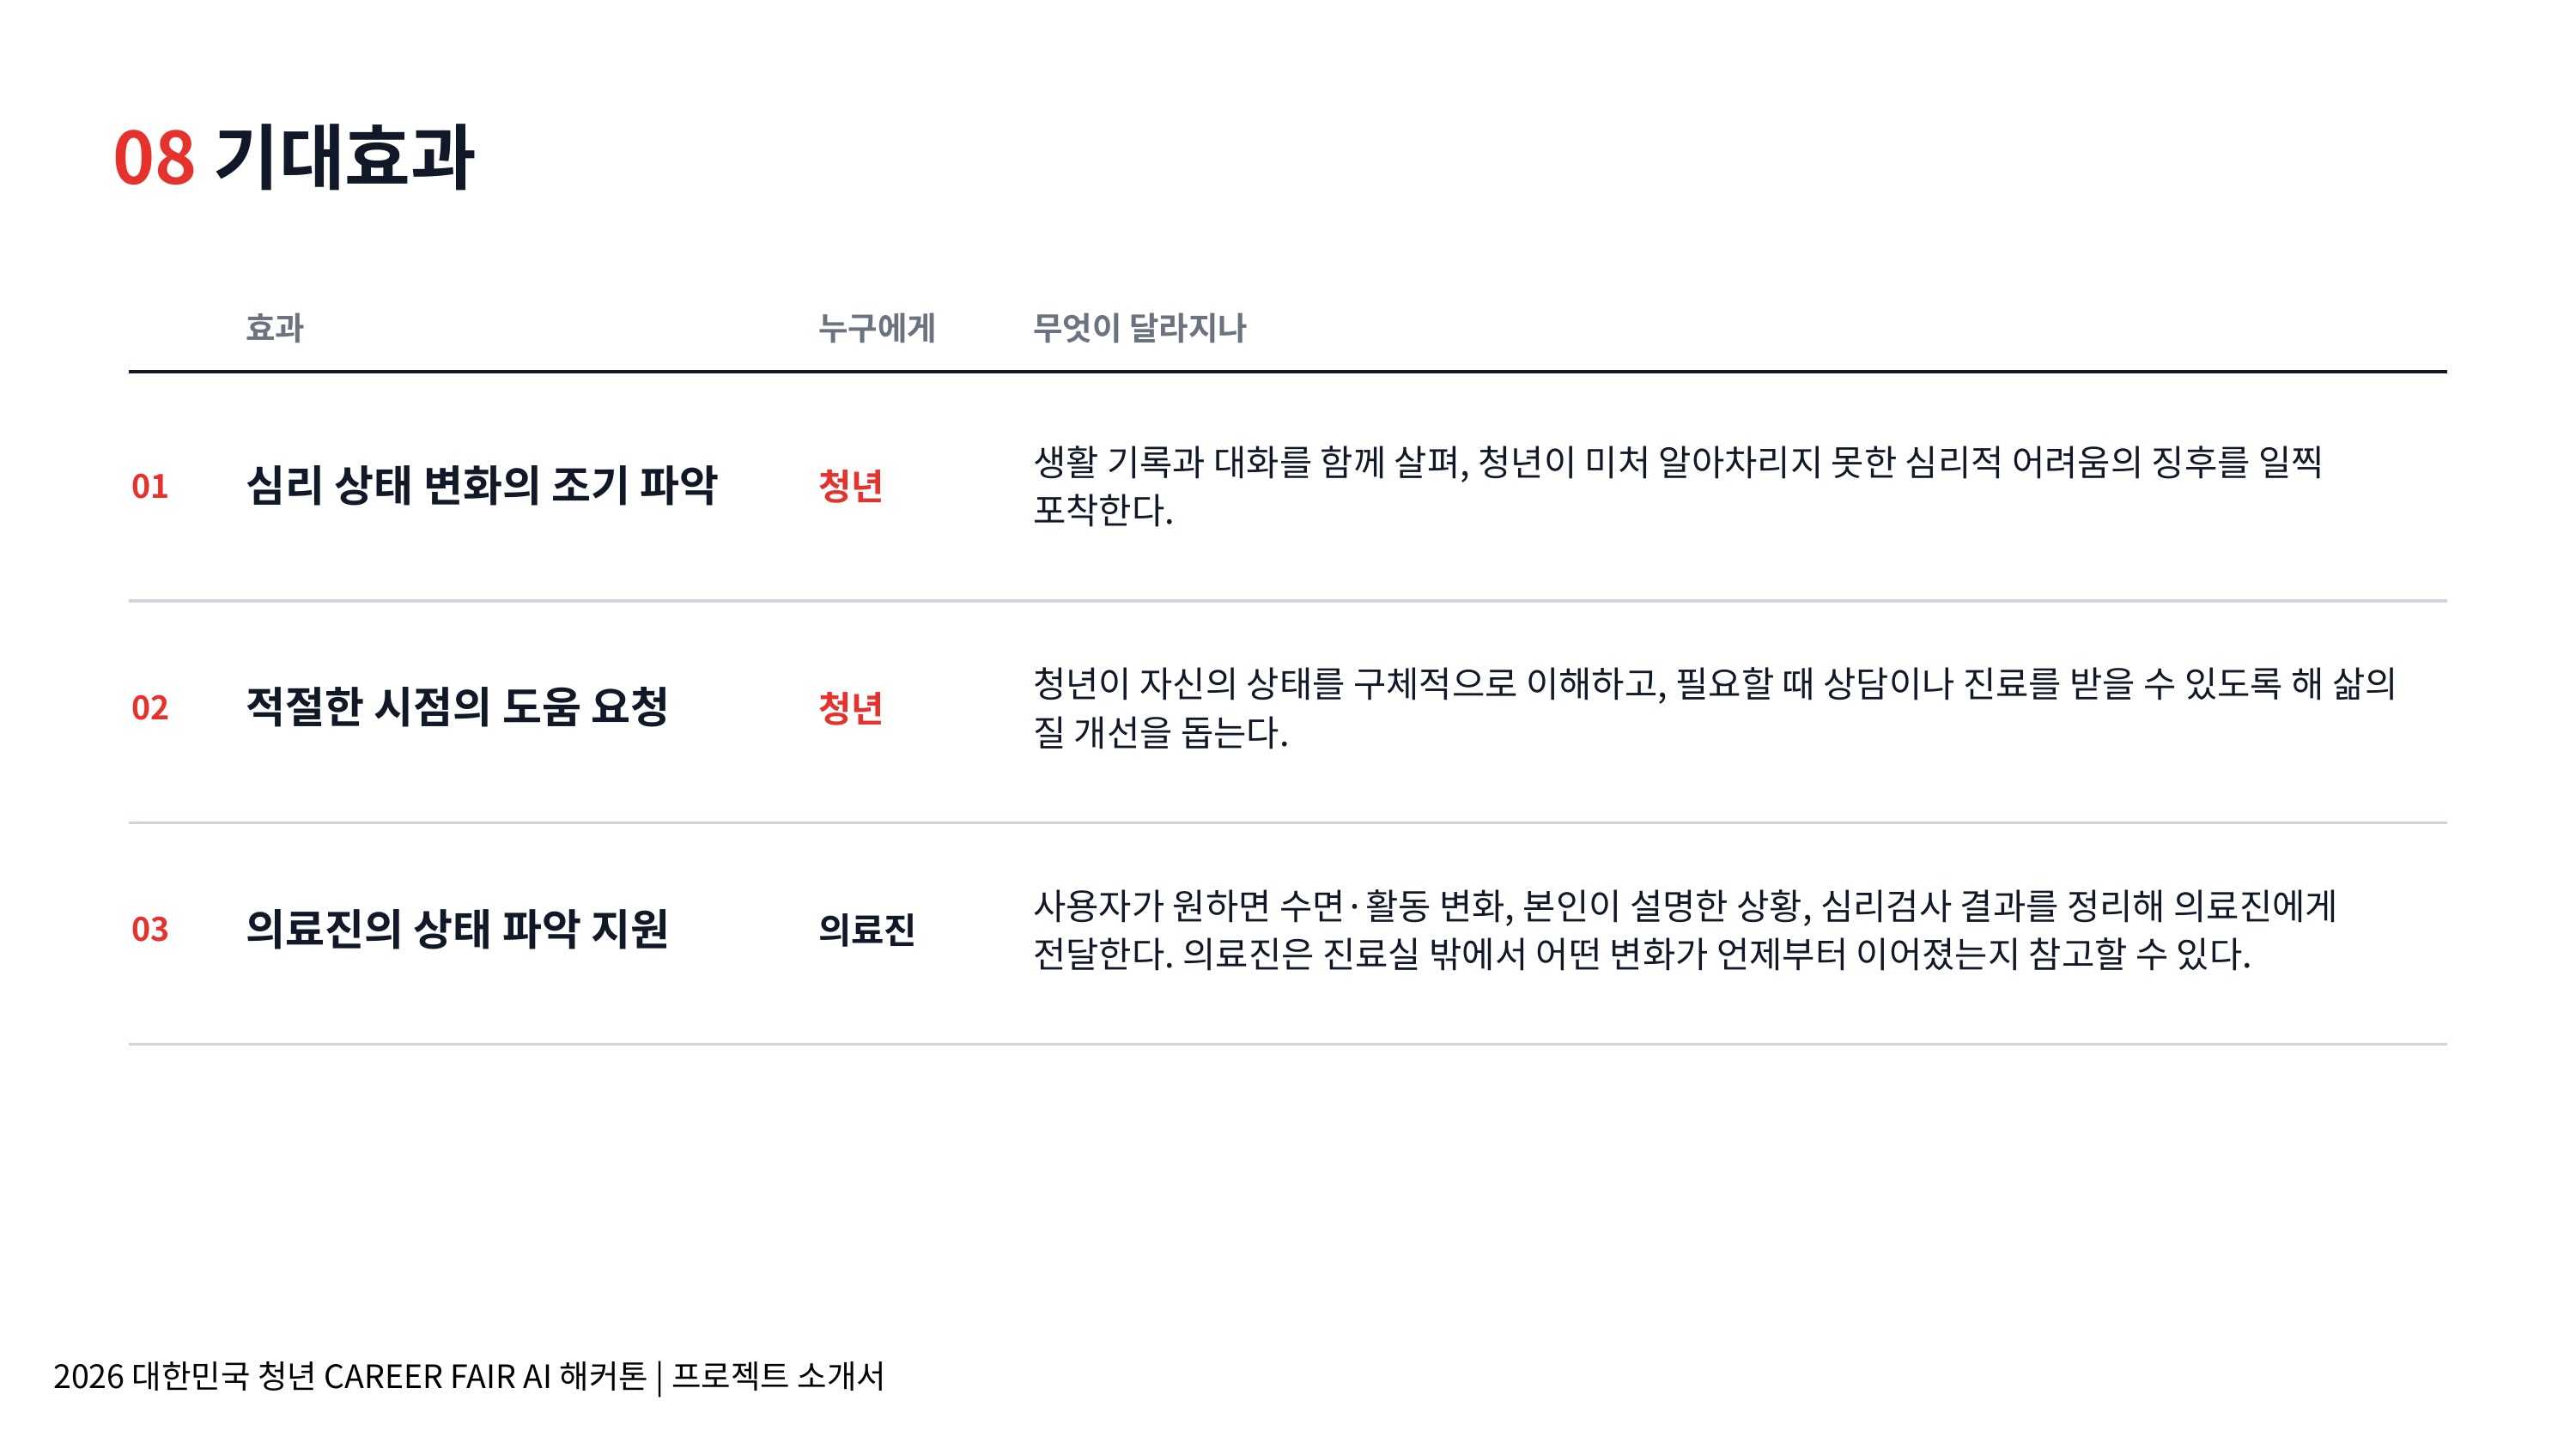 08 기대효과
효과 누구에게 무엇이 달라지나
01 심리 상태 변화의 조기 파악 청년 생활 기록과 대화를 함께 살펴, 청년이 미처 알아차리지 못한 심리적 어려움의 징후를 일찍
포착한다.
02 적절한 시점의 도움 요청 청년 청년이 자신의 상태를 구체적으로 이해하고, 필요할 때 상담이나 진료를 받을 수 있도록 해 삶의
질 개선을 돕는다.
03 의료진의 상태 파악 지원 의료진 사용자가 원하면 수면·활동 변화, 본인이 설명한 상황, 심리검사 결과를 정리해 의료진에게
전달한다. 의료진은 진료실 밖에서 어떤 변화가 언제부터 이어졌는지 참고할 수 있다.
2026 대한민국 청년 CAREER FAIR AI 해커톤 | 프로젝트 소개서